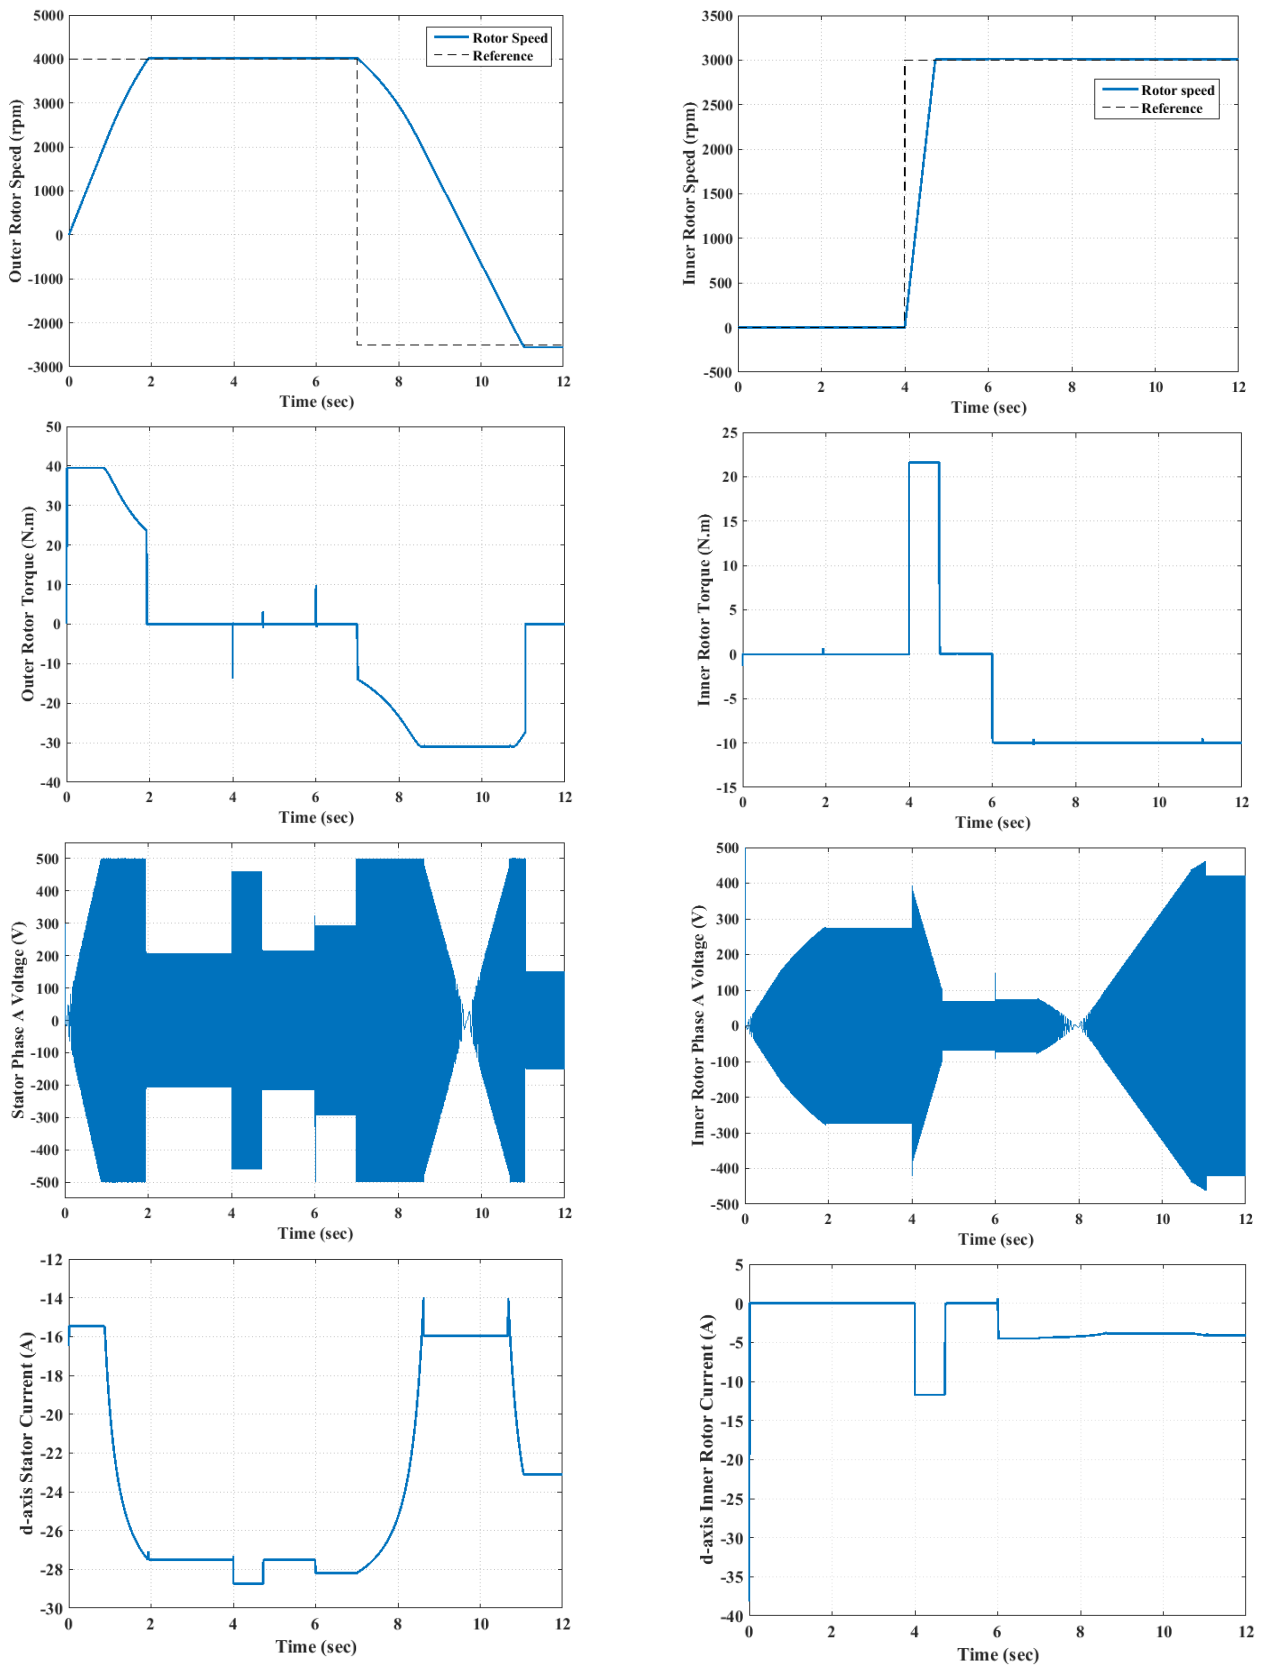 5000
4000
3000
2000
1000
0
-1000
-2000
-3000
Outer Rotor Speed (rpm)
Rotor Speed
Reference
0 2 4 6 8 10 12
Time (sec)
3500
3000
2500
2000
1500
1000
500
0
-500
Inner Rotor Speed (rpm)
Rotor speed
Reference
0 2 4 6 8 10 12
Time (sec)
50
40
30
20
10
0
-10
-20
-30
-40
Outer Rotor Torque (N.m)
0 2 4 6 8 10 12
Time (sec)
25
20
15
10
5
0
-5
-10
-15
Inner Rotor Torque (N.m)
0 2 4 6 8 10 12
Time (sec)
500
400
300
200
100
0
-100
-200
-300
-400
-500
Stator Phase A Voltage (V)
0 2 4 6 8 10 12
Time (sec)
500
400
300
200
100
0
-100
-200
-300
-400
-500
Inner Rotor Phase A Voltage (V)
0 2 4 6 8 10 12
Time (sec)
-12
-14
-16
-18
-20
-22
-24
-26
-28
-30
d-axis Stator Current (A)
0 2 4 6 8 10 12
Time (sec)
5
0
-5
-10
-15
-20
-25
-30
-35
-40
d-axis Inner Rotor Current (A)
0 2 4 6 8 10 12
Time (sec)